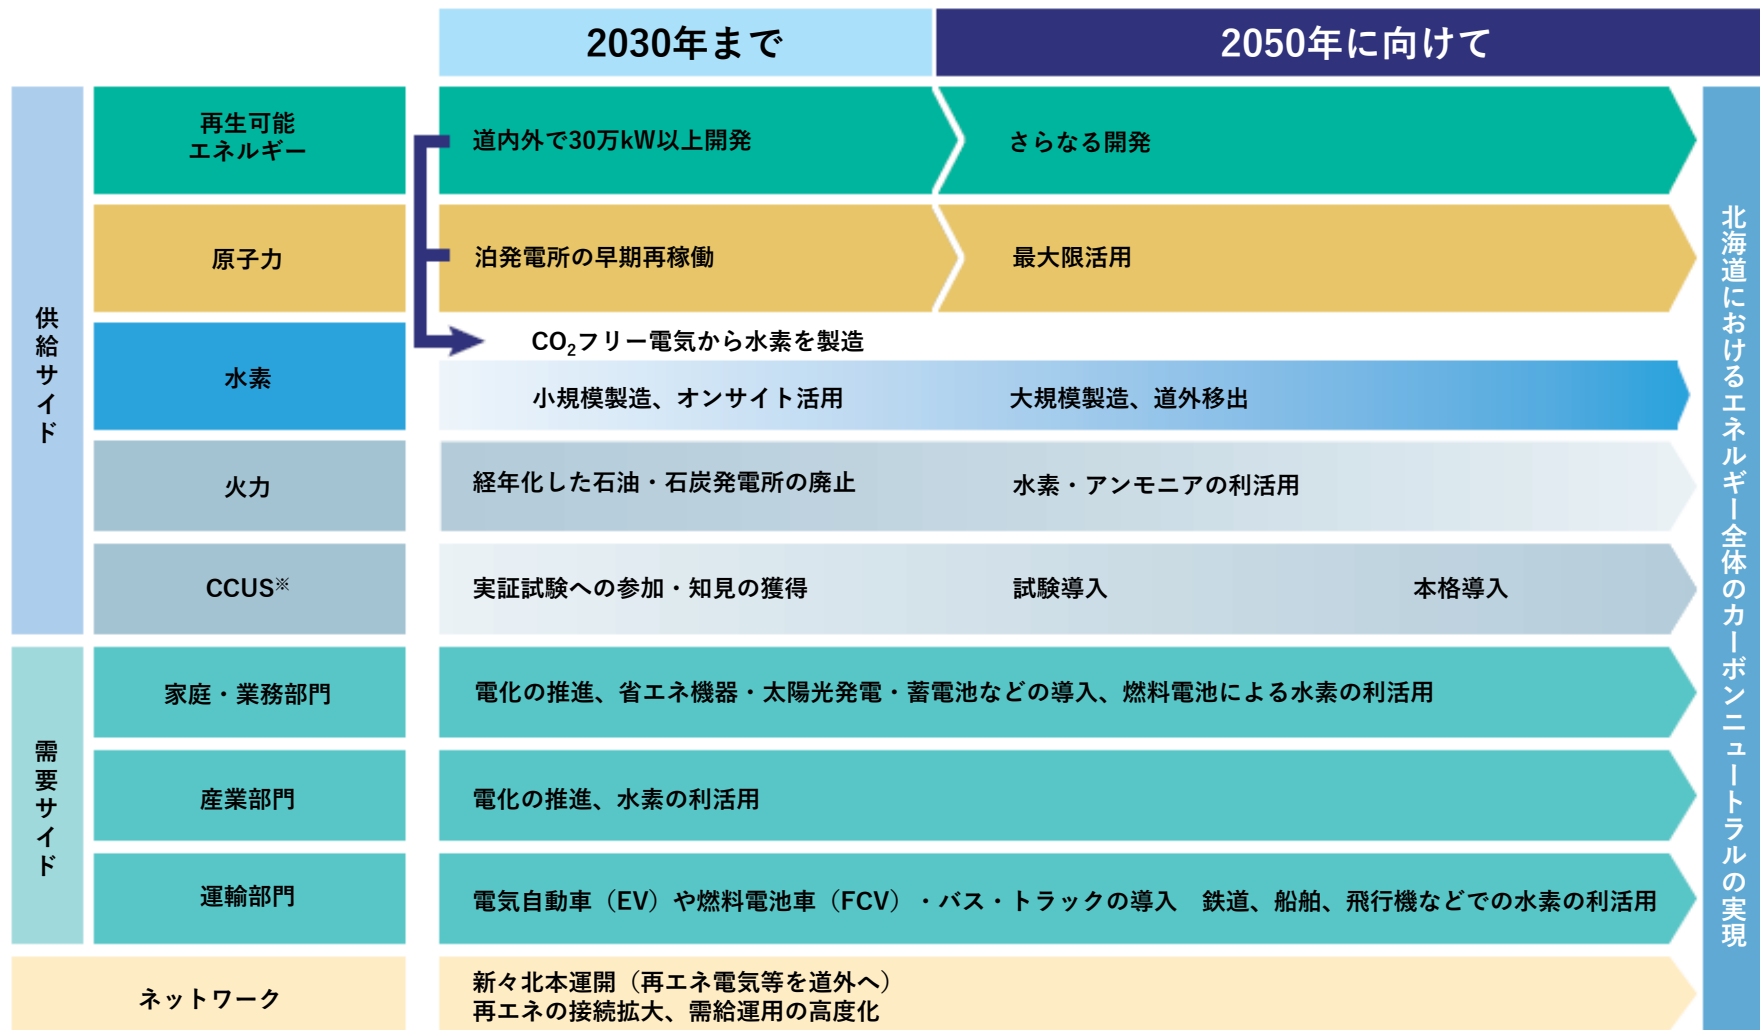 2030年まで
2050年に向けて
供給サイド
再生可能
エネルギー
道内外で30万kW以上開発
さらなる開発
原子力
泊発電所の早期再稼働
最大限活用
水素
CO₂フリー電気から水素を製造
小規模製造、オンサイト活用
大規模製造、道外移出
火力
経年化した石油・石炭発電所の廃止
水素・アンモニアの利活用
CCUS※
実証試験への参加・知見の獲得
試験導入
本格導入
需要サイド
家庭・業務部門
電化の推進、省エネ機器・太陽光発電・蓄電池などの導入、燃料電池による水素の利活用
産業部門
電化の推進、水素の利活用
運輸部門
電気自動車（EV）や燃料電池車（FCV）・バス・トラックの導入　鉄道、船舶、飛行機などでの水素の利活用
ネットワーク
新々北本運開（再エネ電気等を道外へ）
再エネの接続拡大、需給運用の高度化
北海道におけるエネルギー全体のカーボンニュートラルの実現